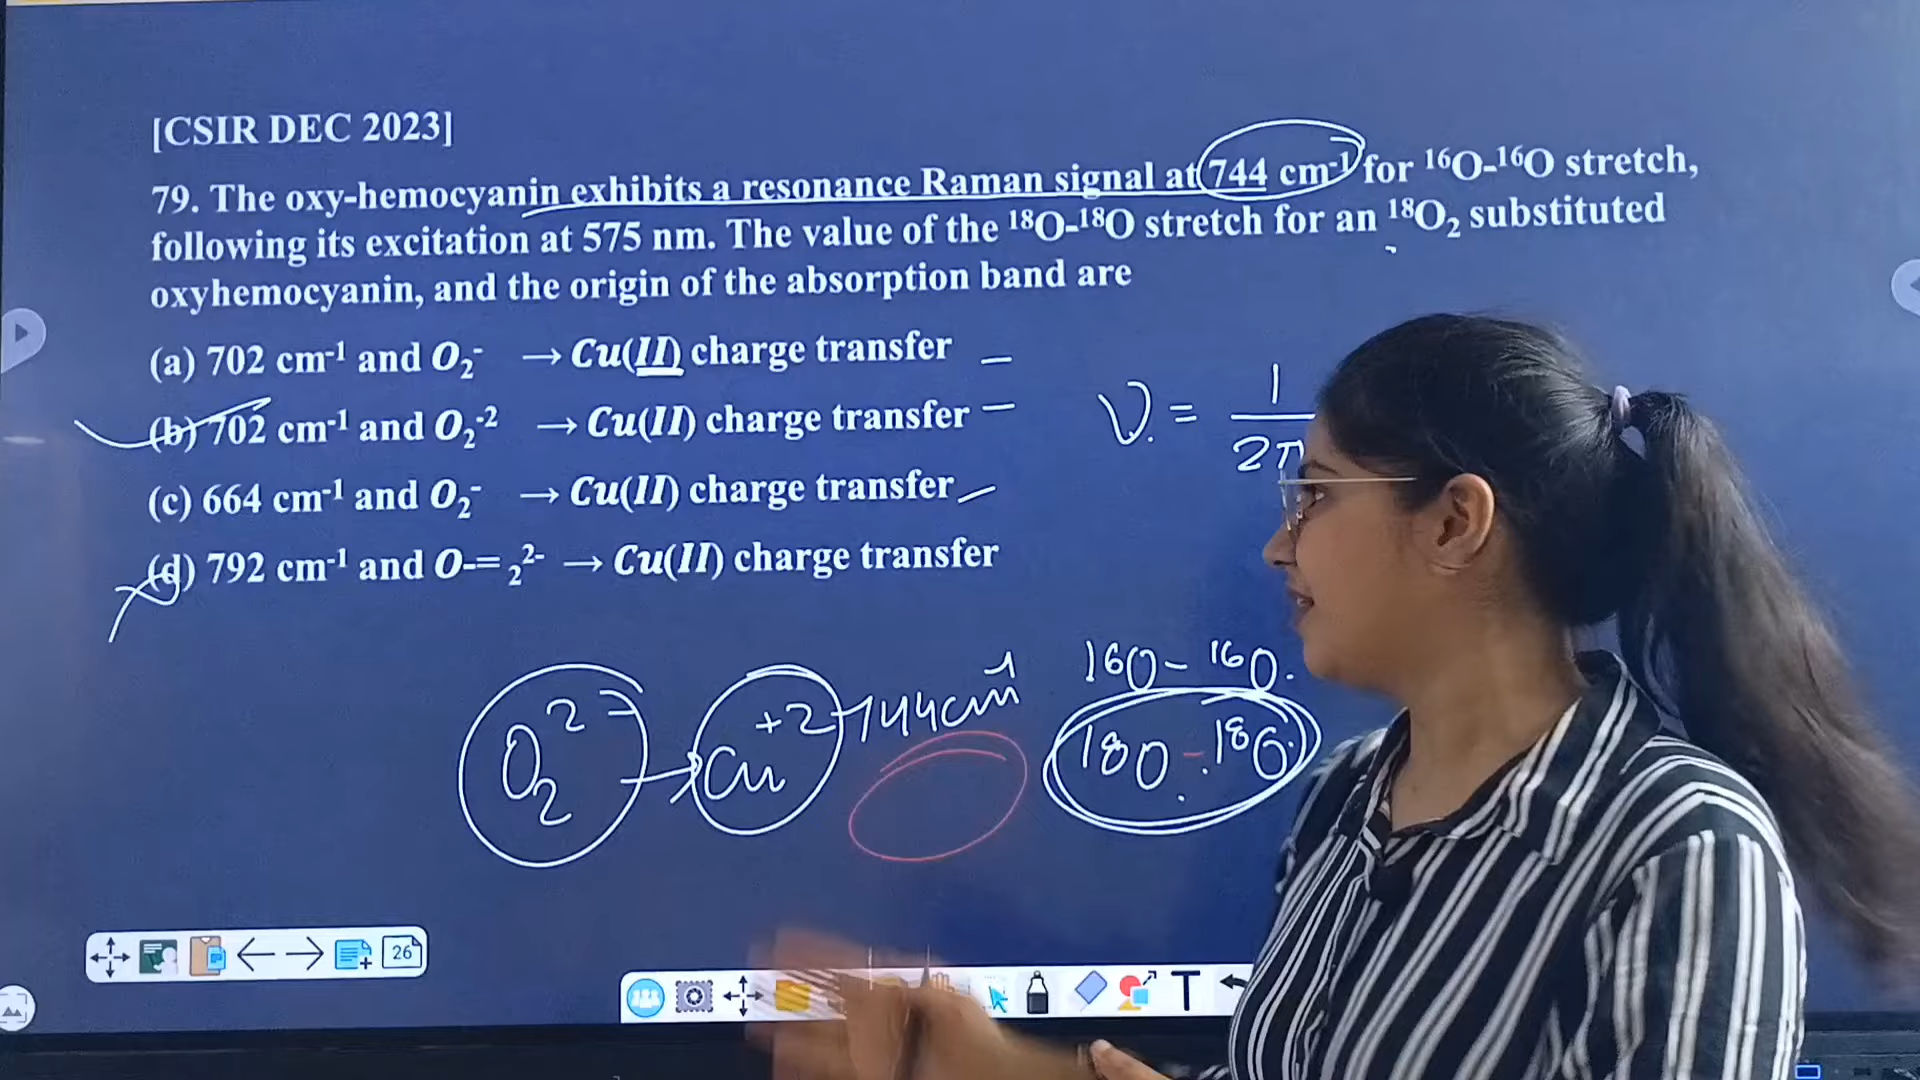 [CSIR DEC 2023]
79. The oxy-hemocyanin exhibits a resonance Raman signal at 744 cm⁻¹ for ¹⁶O-¹⁶O stretch,
following its excitation at 575 nm. The value of the ¹⁸O-¹⁸O stretch for an ¹⁸O₂ substituted
oxyhemocyanin, and the origin of the absorption band are
(a) 702 cm⁻¹ and O₂⁻ → Cu(II) charge transfer
(b) 702 cm⁻¹ and O₂⁻² → Cu(II) charge transfer
(c) 664 cm⁻¹ and O₂⁻ → Cu(II) charge transfer
(d) 792 cm⁻¹ and O-= ₂²⁻ → Cu(II) charge transfer
ν = 1
2π
O₂²⁻ → Cu⁺² 744cm⁻¹
16O - 16O.
18O - 18O.
26
T